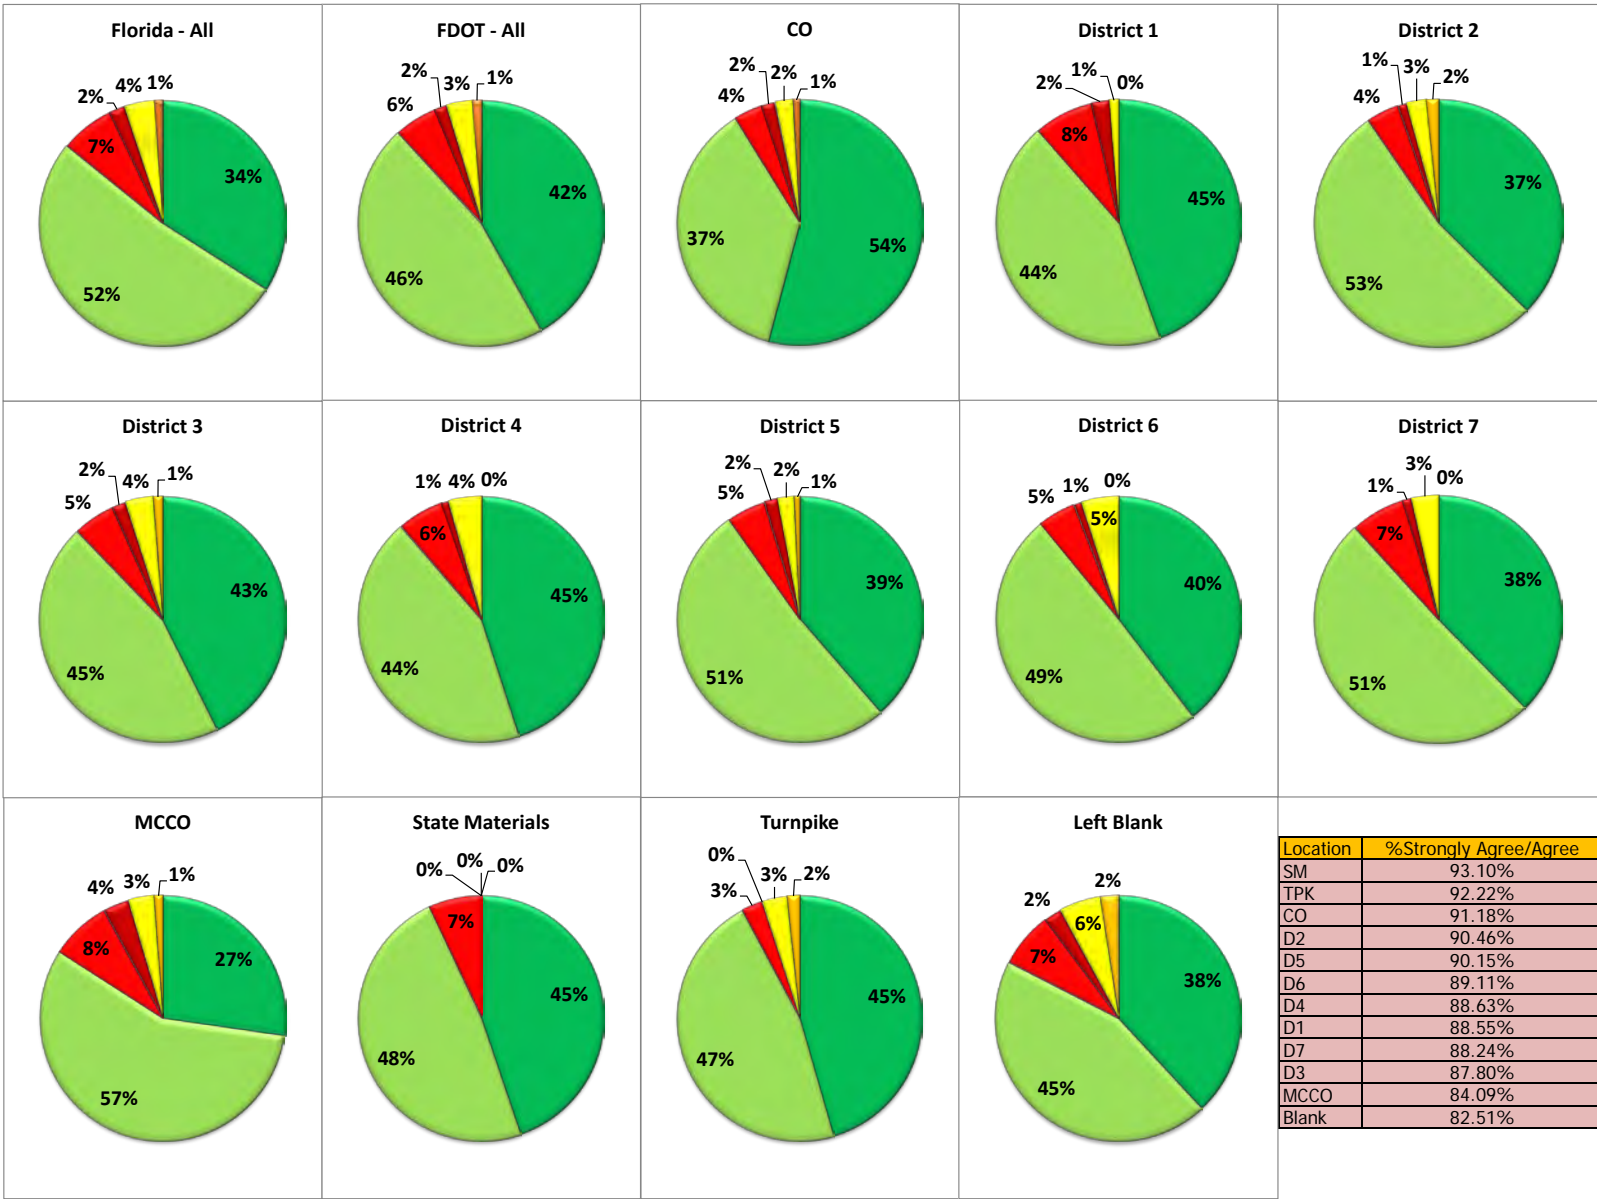 Florida - All
2% 4% 1%
7%
34%
52%
FDOT - All
2% 3% 1%
6%
42%
46%
CO
2% 2% 1%
4%
37%
54%
District 1
2% 1% 0%
8%
45%
44%
District 2
1% 3% 2%
4%
37%
53%
District 3
2% 4% 1%
5%
43%
45%
District 4
1% 4% 0%
6%
45%
44%
District 5
2% 2% 1%
5%
39%
51%
District 6
5% 1% 0%
5%
40%
49%
District 7
1% 3% 0%
7%
38%
51%
MCCO
4% 3% 1%
8%
27%
57%
State Materials
0% 0% 0%
7%
45%
48%
Turnpike
0% 3% 2%
3%
45%
47%
Left Blank
2% 2%
6%
7%
38%
45%
Location %Strongly Agree/Agree
SM 93.10%
TPK 92.22%
CO 91.18%
D2 90.46%
D5 90.15%
D6 89.11%
D4 88.63%
D1 88.55%
D7 88.24%
D3 87.80%
MCCO 84.09%
Blank 82.51%